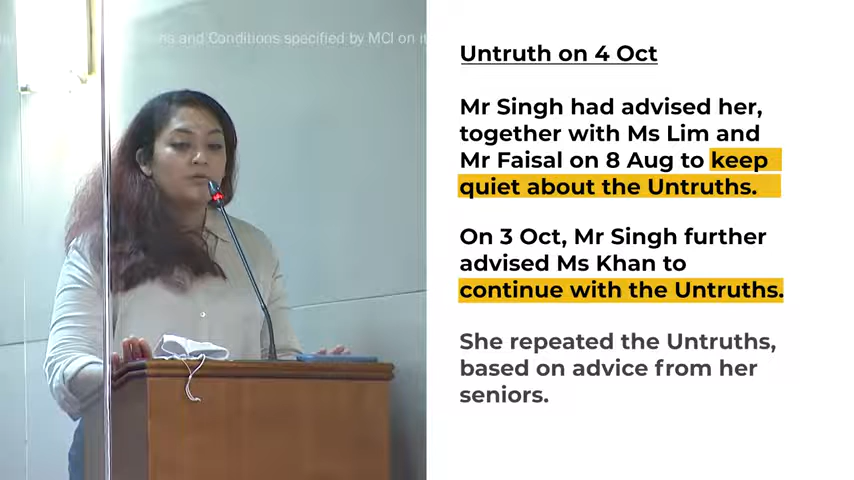 and Conditions specified by MCI on
Untruth on 4 Oct
Mr Singh had advised her,
together with Ms Lim and
Mr Faisal on 8 Aug to keep
quiet about the Untruths.
On 3 Oct, Mr Singh further
advised Ms Khan to
continue with the Untruths.
She repeated the Untruths,
based on advice from her
seniors.